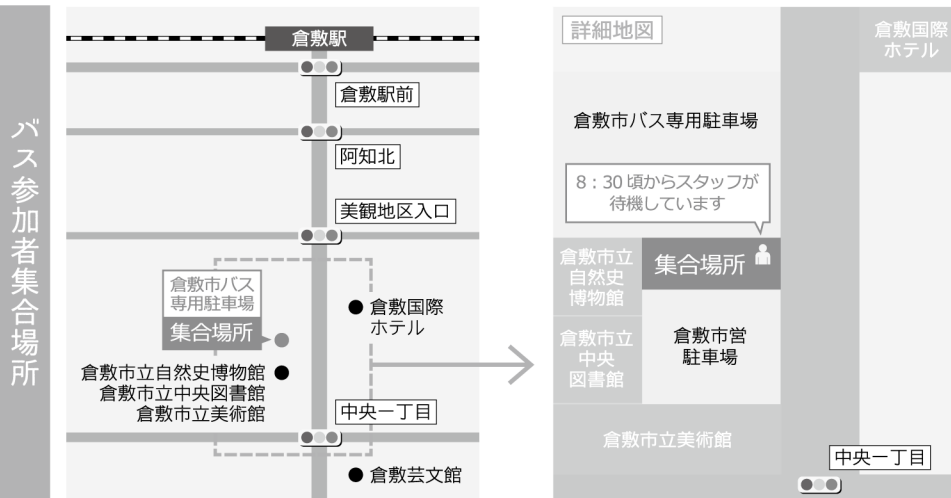 バス参加者集合場所
倉敷駅
倉敷駅前
阿知北
美観地区入口
倉敷市バス
専用駐車場
集合場所
倉敷国際
ホテル
倉敷市立自然史博物館
倉敷市立中央図書館
倉敷市立美術館
中央一丁目
倉敷芸文館
詳細地図
倉敷国際
ホテル
倉敷市バス専用駐車場
8:30 頃からスタッフが
待機しています
倉敷市立
自然史
博物館
集合場所
倉敷市立
中央
図書館
倉敷市営
駐車場
倉敷市立美術館
中央一丁目